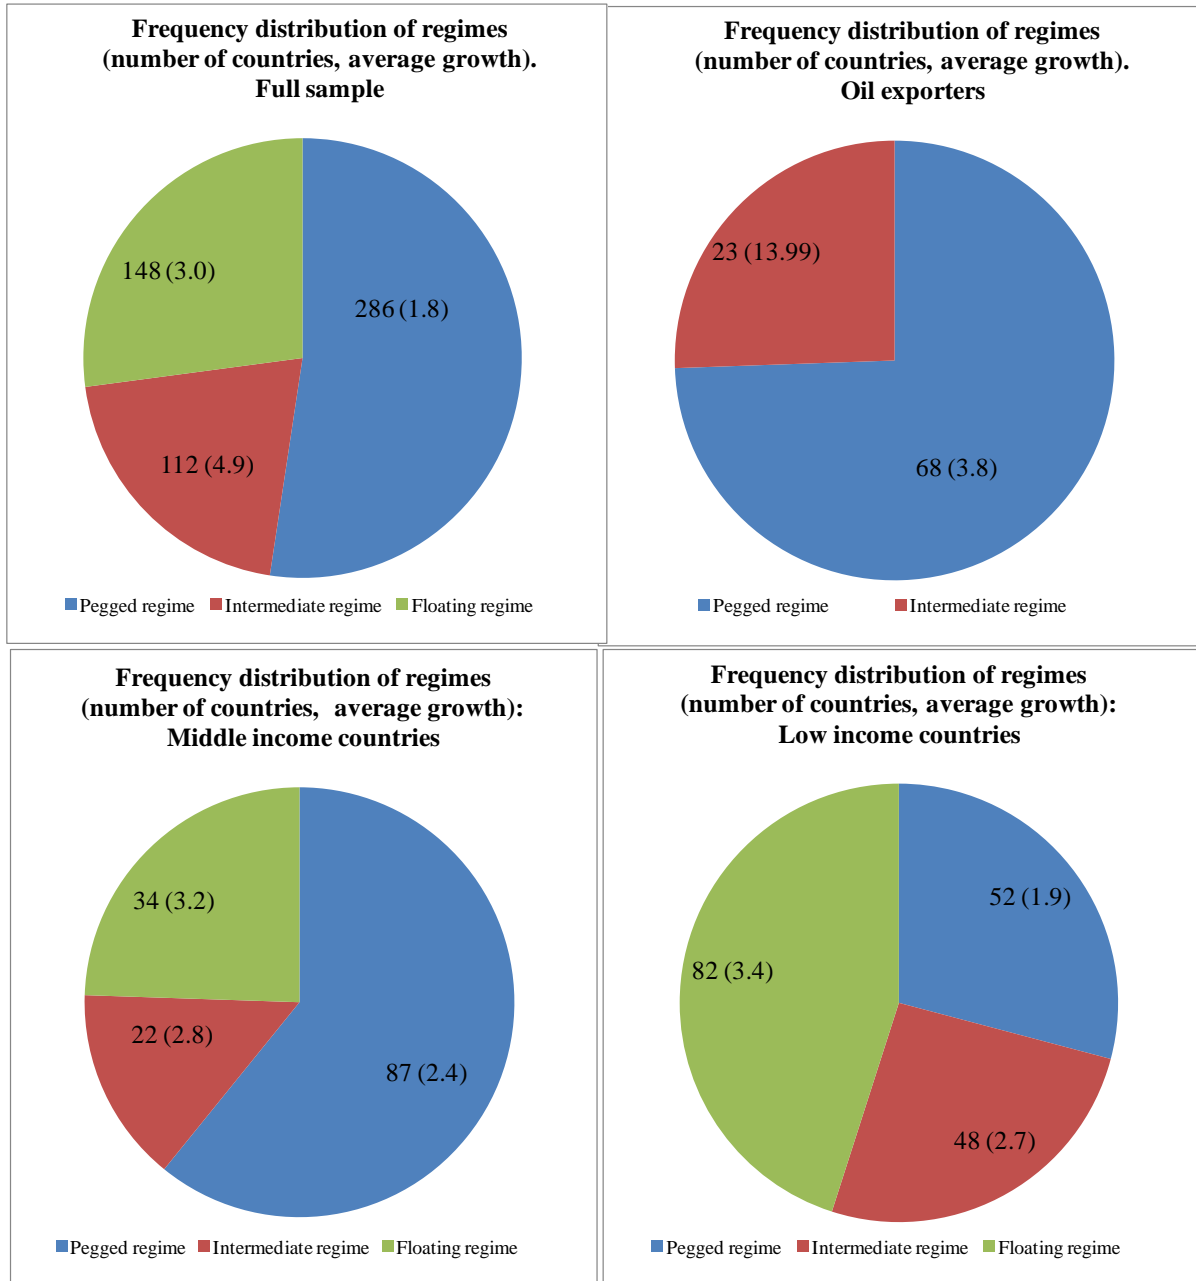 Frequency distribution of regimes
(number of countries, average growth).
Full sample
148 (3.0)
286 (1.8)
112 (4.9)
Pegged regime Intermediate regime Floating regime
Frequency distribution of regimes
(number of countries, average growth).
Oil exporters
23 (13.99)
68 (3.8)
Pegged regime Intermediate regime
Frequency distribution of regimes
(number of countries, average growth):
Middle income countries
34 (3.2)
22 (2.8)
87 (2.4)
Pegged regime Intermediate regime Floating regime
Frequency distribution of regimes
(number of countries, average growth):
Low income countries
52 (1.9)
82 (3.4)
48 (2.7)
Pegged regime Intermediate regime Floating regime